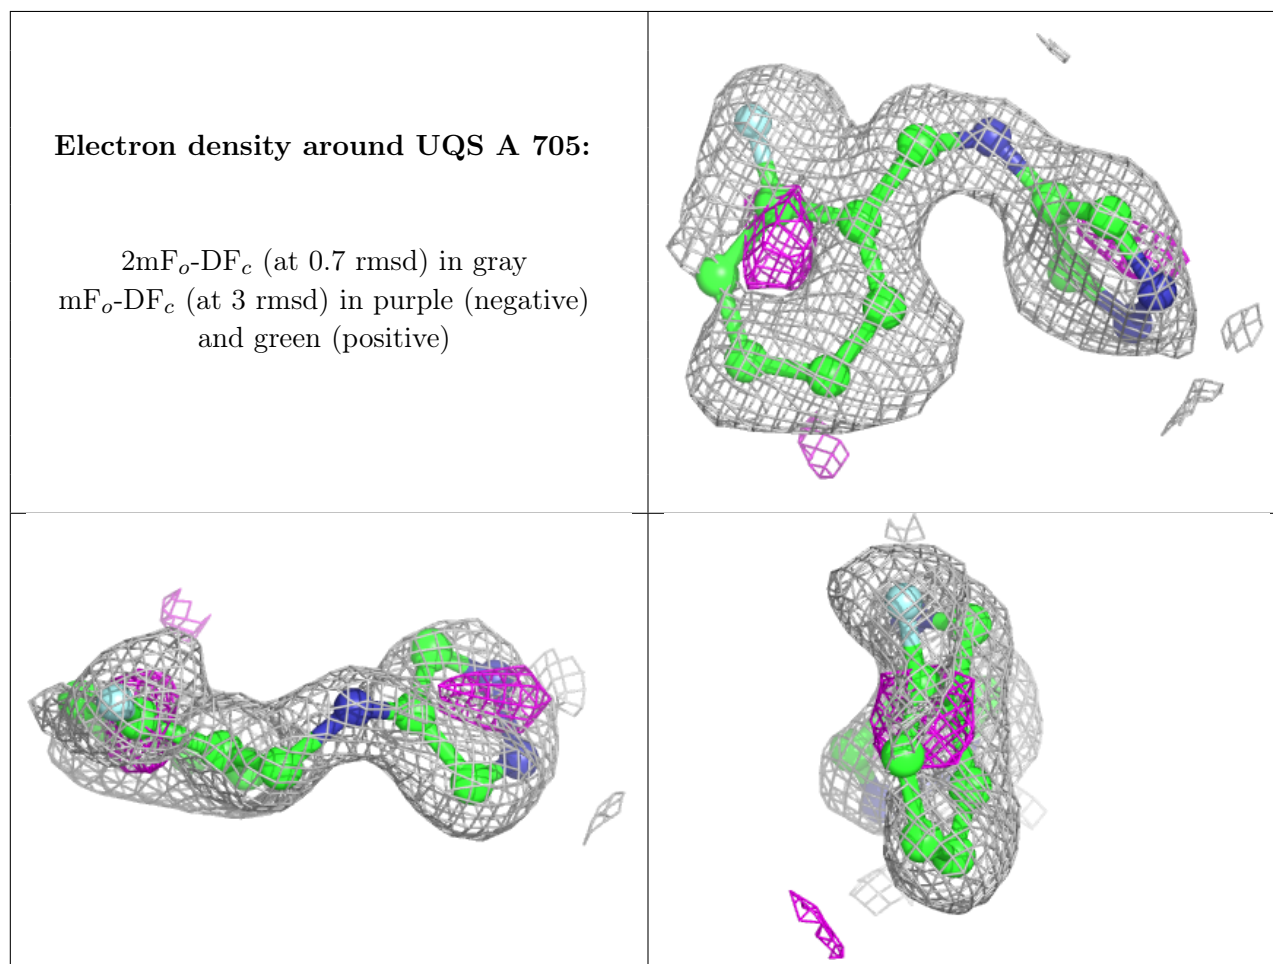 Electron density around UQS A 705:
2mFo-DFc (at 0.7 rmsd) in gray
mFo-DFc (at 3 rmsd) in purple (negative)
and green (positive)